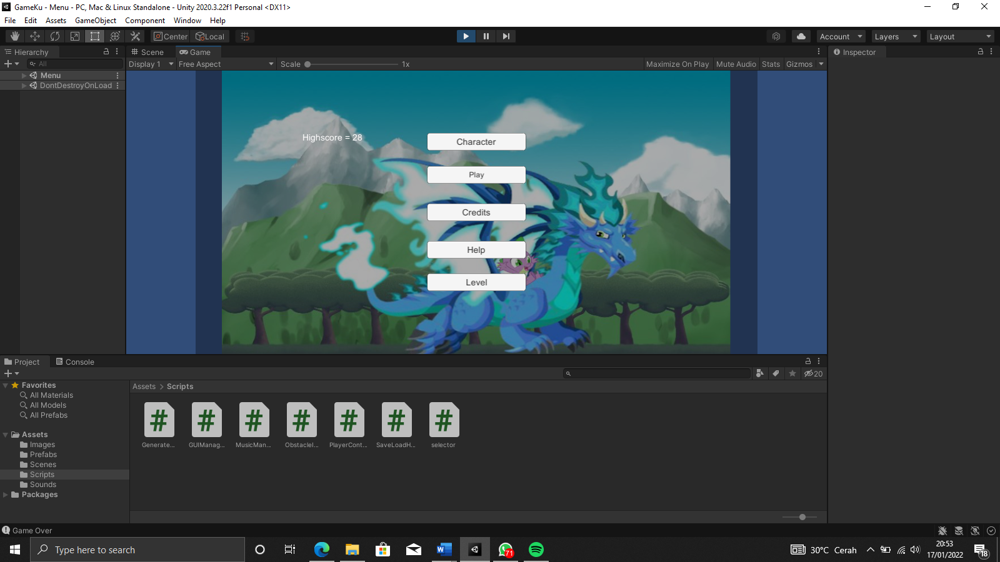 GameKu - Menu - PC, Mac & Linux Standalone - Unity 2020.3.22f1 Personal <DX11>
File Edit Assets GameObject Component Window Help
Center Local Account Layers Layout
Hierarchy
All
Menu
DontDestroyOnLoad
Scene Game
Display 1 Free Aspect Scale 1x Maximize On Play Mute Audio Stats Gizmos
Inspector
Highscore = 28
Character
Play
Credits
Help
Level
Project Console
20
Favorites
All Materials
All Models
All Prefabs
Assets
Images
Prefabs
Scenes
Scripts
Sounds
Packages
Assets > Scripts
Generate... GUIManag... MusicMan... ObstacleI... PlayerCont... SaveLoadH... selector
Game Over
Type here to search
71
30°C Cerah
20:53
17/01/2022
18